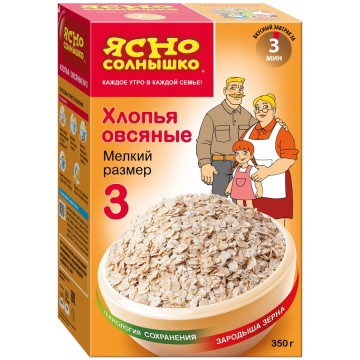 ЯСНО
СОЛНЫШКО
КАЖДОЕ УТРО В КАЖДОЙ СЕМЬЕ!
ВКУСНЫЙ ЗАВТРАК ЗА
3
МИН
Хлопья
овсяные
Мелкий
размер
3
ТЕХНОЛОГИЯ СОХРАНЕНИЯ ЗАРОДЫША ЗЕРНА
350 г